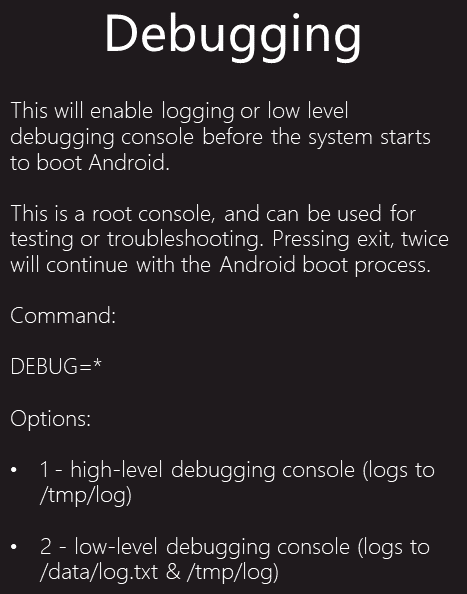 Debugging
This will enable logging or low level
debugging console before the system starts
to boot Android.
This is a root console, and can be used for
testing or troubleshooting. Pressing exit, twice
will continue with the Android boot process.
Command:
DEBUG=*
Options:
• 1 - high-level debugging console (logs to
/tmp/log)
• 2 - low-level debugging console (logs to
/data/log.txt & /tmp/log)